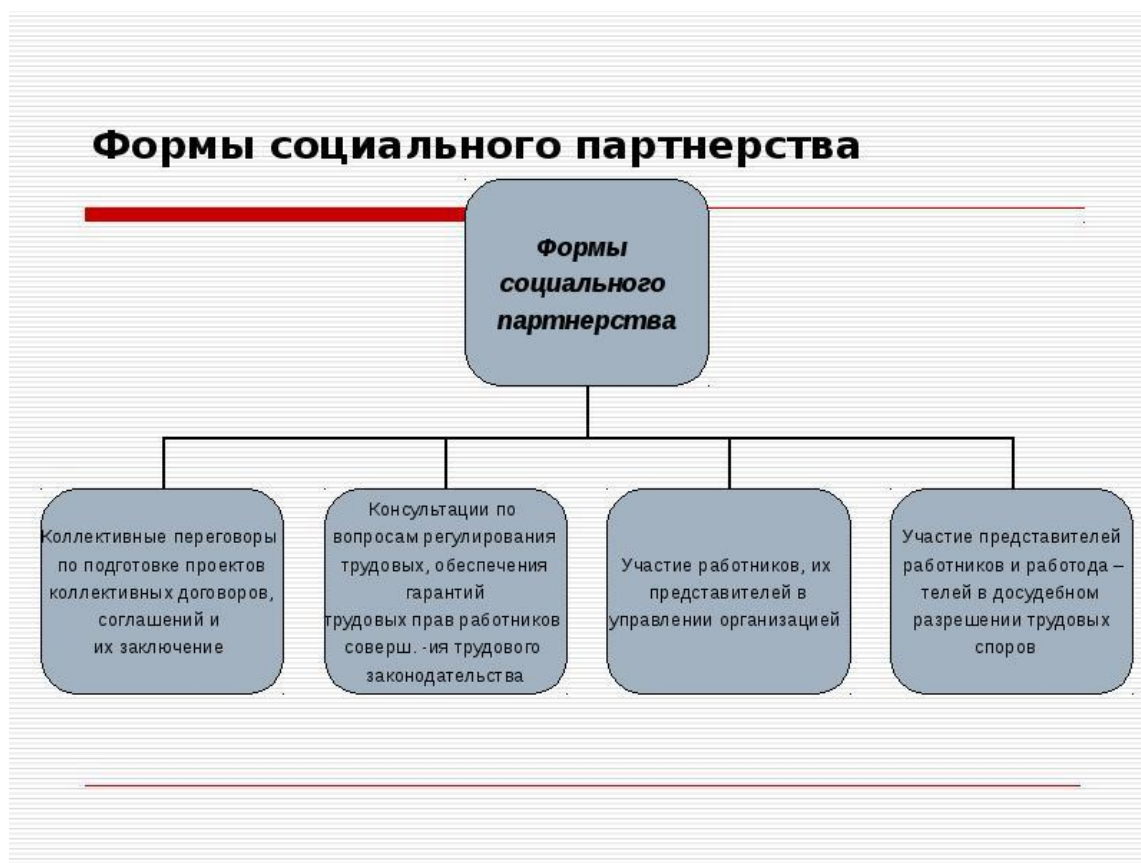 Формы социального партнерства
Формы
социального
партнерства
Коллективные переговоры
по подготовке проектов
коллективных договоров,
соглашений и
их заключение
Консультации по
вопросам регулирования
трудовых, обеспечения
гарантий
трудовых прав работников
соверш. -ия трудового
законодательства
Участие работников, их
представителей в
управлении организацией
Участие представителей
работников и работода –
телей в досудебном
разрешении трудовых
споров